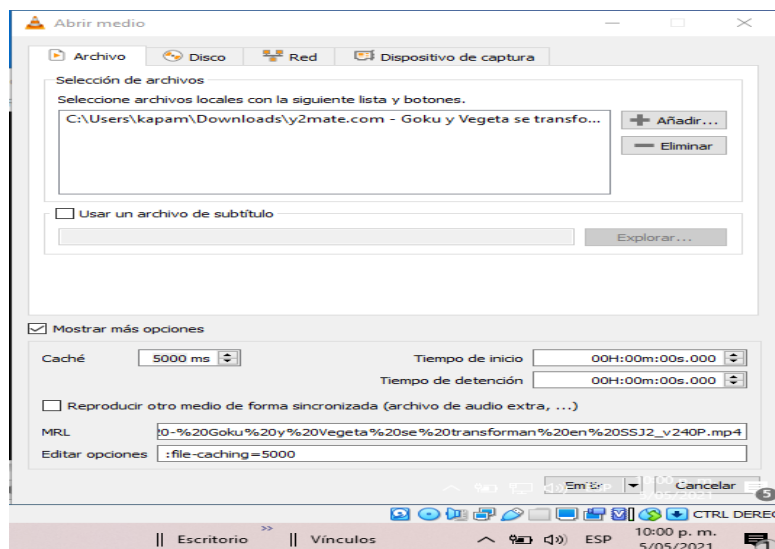 Abrir medio
Archivo Disco Red Dispositivo de captura
Selección de archivos
Seleccione archivos locales con la siguiente lista y botones.
C:\Users\kapam\Downloads\y2mate.com - Goku y Vegeta se transfo...
Añadir...
Eliminar
Usar un archivo de subtítulo
Explorar...
Mostrar más opciones
Caché 5000 ms Tiempo de inicio 00H:00m:00s.000
Tiempo de detención 00H:00m:00s.000
Reproducir otro medio de forma sincronizada (archivo de audio extra, ...)
MRL 20-%20Goku%20y%20Vegeta%20se%20transforman%20en%20SSJ2_v240P.mp4
Editar opciones :file-caching=5000
Cancelar
5/05/2021 5
CTRL DEREC
|| Escritorio » || Vínculos ESP 10:00 p. m.
5/05/2021